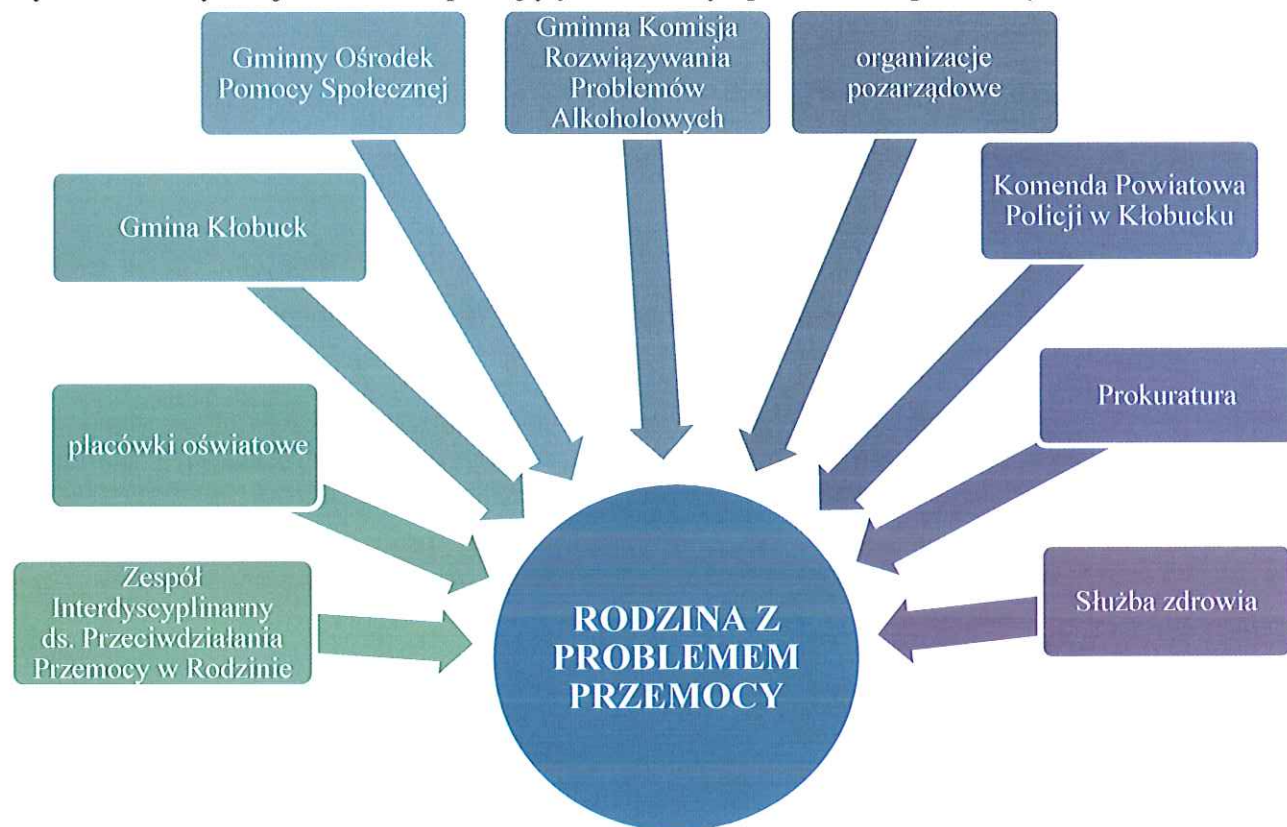 Gminny Ośrodek
Pomocy Społecznej
Gminna Komisja
Rozwiązywania
Problemów
Alkoholowych
organizacje
pozarządowe
Gmina Kłobuck
Komenda Powiatowa
Policji w Kłobucku
placówki oświatowe
Prokuratura
Zespół
Interdyscyplinarny
ds. Przeciwdziałania
Przemocy w Rodzinie
Służba zdrowia
RODZINA Z
PROBLEMEM
PRZEMOCY